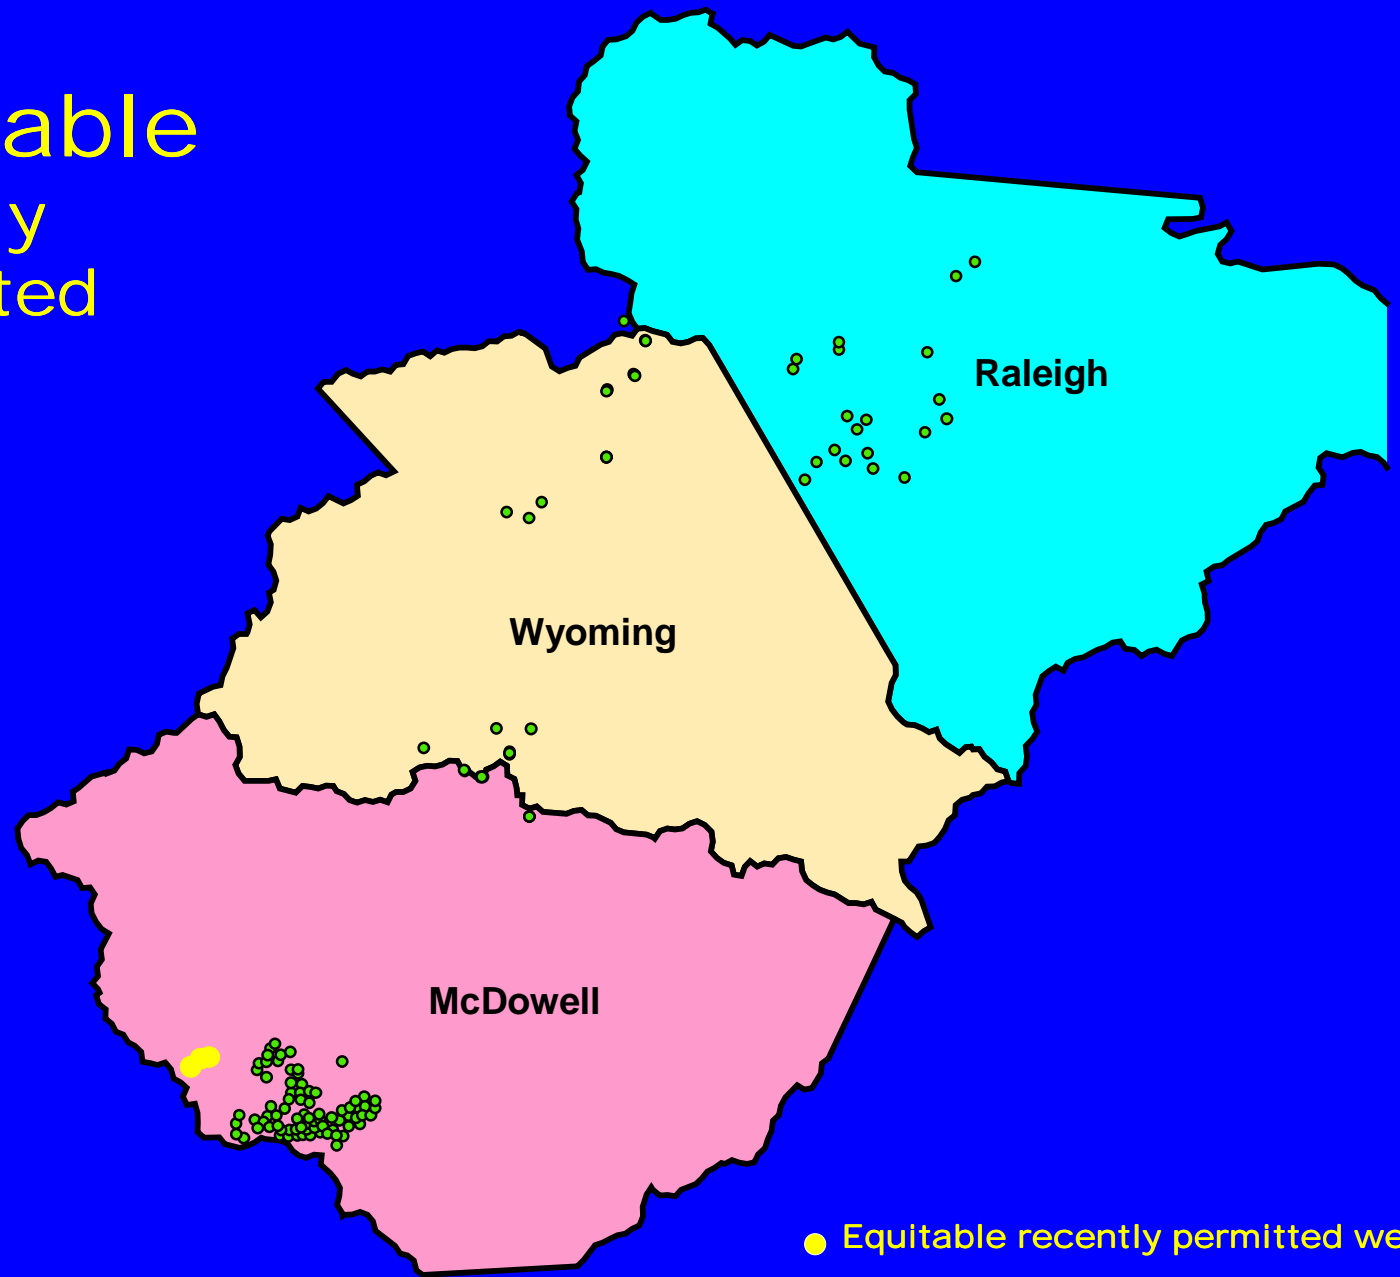 able
y
ted
Raleigh
Wyoming
McDowell
Equitable recently permitted we